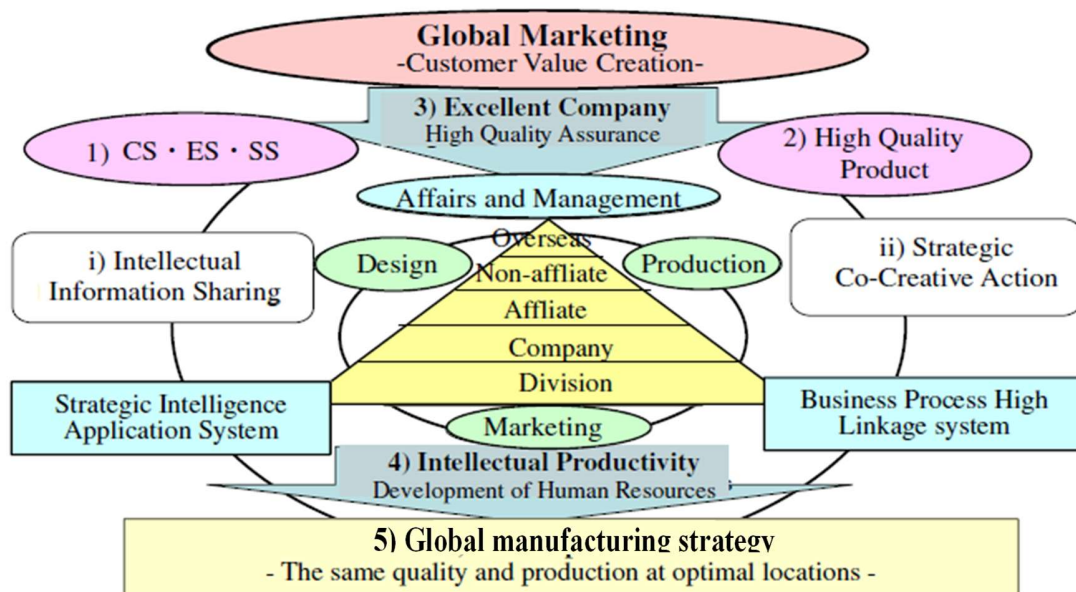 Global Marketing
-Customer Value Creation-
3) Excellent Company
High Quality Assurance
1) CS・ES・SS
2) High Quality
Product
Affairs and Management
Overseas
Design
Non-affliate
Production
i) Intellectual
Information Sharing
ii) Strategic
Co-Creative Action
Affliate
Company
Division
Strategic Intelligence
Application System
Business Process High
Linkage system
Marketing
4) Intellectual Productivity
Development of Human Resources
5) Global manufacturing strategy
- The same quality and production at optimal locations -